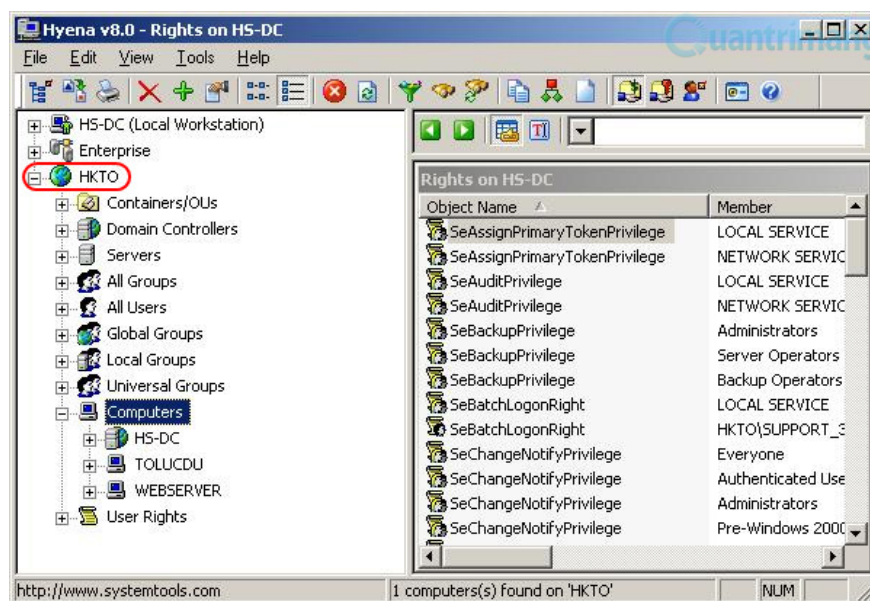 Hyena v8.0 - Rights on HS-DC
Quantrimang
File Edit View Tools Help
HS-DC (Local Workstation)
Enterprise
HKTO
Containers/OUs
Domain Controllers
Servers
All Groups
All Users
Global Groups
Local Groups
Universal Groups
Computers
HS-DC
TOLUCDU
WEBSERVER
User Rights
Rights on HS-DC
Object Name Member
SeAssignPrimaryTokenPrivilege LOCAL SERVICE
SeAssignPrimaryTokenPrivilege NETWORK SERVIC
SeAuditPrivilege LOCAL SERVICE
SeAuditPrivilege NETWORK SERVIC
SeBackupPrivilege Administrators
SeBackupPrivilege Server Operators
SeBackupPrivilege Backup Operators
SeBatchLogonRight LOCAL SERVICE
SeBatchLogonRight HKTO\SUPPORT_3
SeChangeNotifyPrivilege Everyone
SeChangeNotifyPrivilege Authenticated Use
SeChangeNotifyPrivilege Administrators
SeChangeNotifyPrivilege Pre-Windows 200
http://www.systemtools.com 1 computers(s) found on 'HKTO' NUM